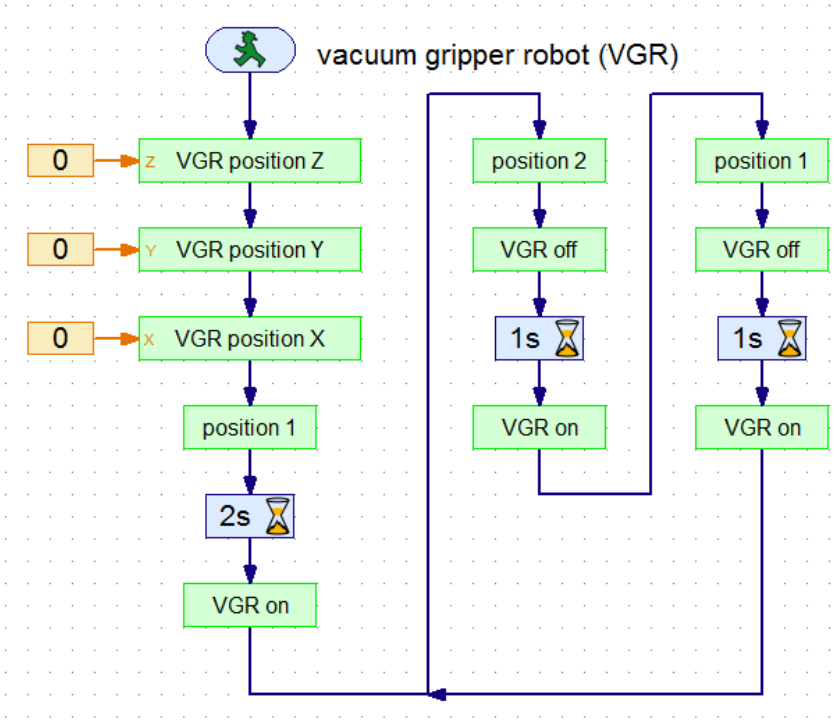 vacuum gripper robot (VGR)
0
Z VGR position Z
0
Y VGR position Y
0
X VGR position X
position 1
2s
VGR on
position 2
VGR off
1s
VGR on
position 1
VGR off
1s
VGR on